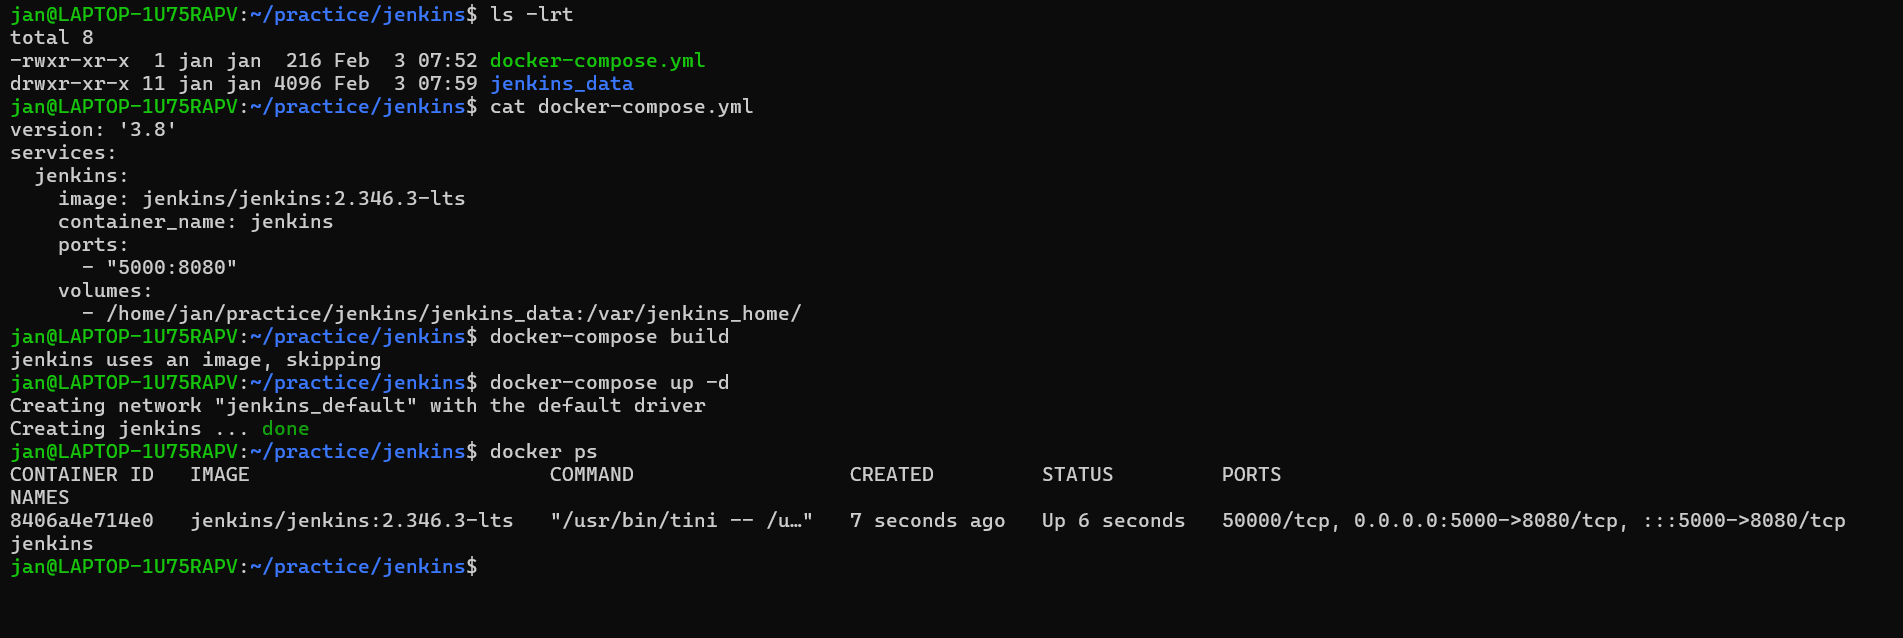 jan@LAPTOP-1U75RAPV:~/practice/jenkins$ ls -lrt
total 8
-rwxr-xr-x  1 jan jan  216 Feb  3 07:52 docker-compose.yml
drwxr-xr-x 11 jan jan 4096 Feb  3 07:59 jenkins_data
jan@LAPTOP-1U75RAPV:~/practice/jenkins$ cat docker-compose.yml
version: '3.8'
services:
  jenkins:
    image: jenkins/jenkins:2.346.3-lts
    container_name: jenkins
    ports:
      - "5000:8080"
    volumes:
      - /home/jan/practice/jenkins/jenkins_data:/var/jenkins_home/
jan@LAPTOP-1U75RAPV:~/practice/jenkins$ docker-compose build
jenkins uses an image, skipping
jan@LAPTOP-1U75RAPV:~/practice/jenkins$ docker-compose up -d
Creating network "jenkins_default" with the default driver
Creating jenkins ... done
jan@LAPTOP-1U75RAPV:~/practice/jenkins$ docker ps
CONTAINER ID   IMAGE                         COMMAND                  CREATED         STATUS         PORTS
NAMES
8406a4e714e0   jenkins/jenkins:2.346.3-lts   "/usr/bin/tini -- /u…"   7 seconds ago   Up 6 seconds   50000/tcp, 0.0.0.0:5000->8080/tcp, :::5000->8080/tcp
jenkins
jan@LAPTOP-1U75RAPV:~/practice/jenkins$